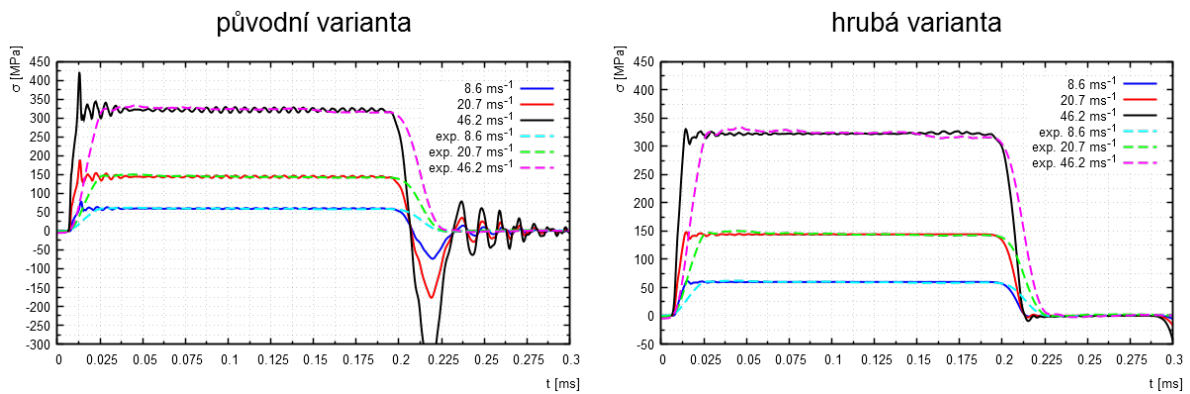 původní varianta
σ [MPa]
450
400
350
300
250
200
150
100
50
0
-50
-100
-150
-200
-250
-300
8.6 ms-1
20.7 ms-1
46.2 ms-1
exp. 8.6 ms-1
exp. 20.7 ms-1
exp. 46.2 ms-1
0 0.025 0.05 0.075 0.1 0.125 0.15 0.175 0.2 0.225 0.25 0.275 0.3
t [ms]
hrubá varianta
σ [MPa]
450
400
350
300
250
200
150
100
50
0
-50
8.6 ms-1
20.7 ms-1
46.2 ms-1
exp. 8.6 ms-1
exp. 20.7 ms-1
exp. 46.2 ms-1
0 0.025 0.05 0.075 0.1 0.125 0.15 0.175 0.2 0.225 0.25 0.275 0.3
t [ms]